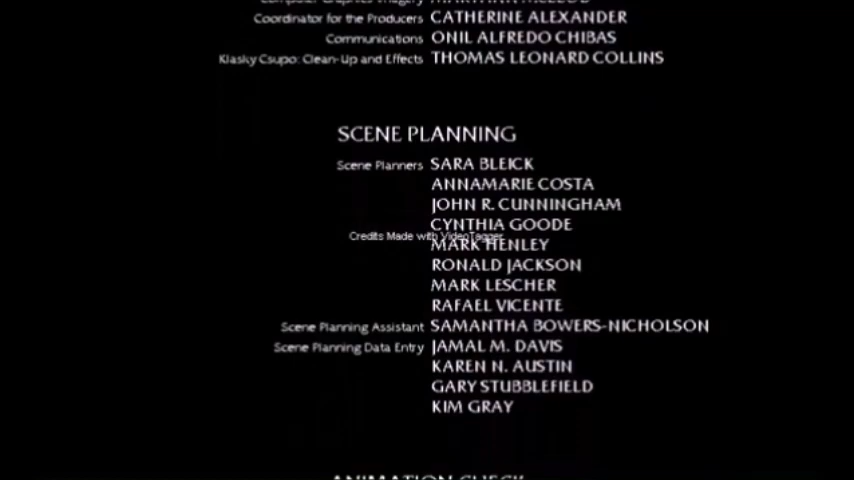 Coordinator for the Producers CATHERINE ALEXANDER
Communications ONIL ALFREDO CHIBAS
Klasky Csupo: Clean-Up and Effects THOMAS LEONARD COLLINS
SCENE PLANNING
Scene Planners SARA BLEICK
ANNAMARIE COSTA
JOHN R. CUNNINGHAM
CYNTHIA GOODE
Credits Made with VideoTagger
MARK HENLEY
RONALD JACKSON
MARK LESCHER
RAFAEL VICENTE
Scene Planning Assistant SAMANTHA BOWERS-NICHOLSON
Scene Planning Data Entry JAMAL M. DAVIS
KAREN N. AUSTIN
GARY STUBBLEFIELD
KIM GRAY
ANIMATION CHECK